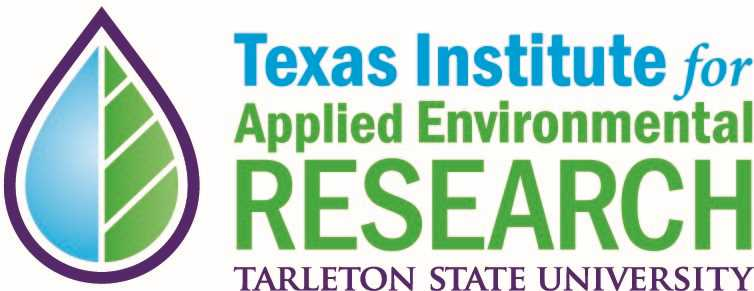 Texas Institute for
Applied Environmental
RESEARCH
TARLETON STATE UNIVERSITY